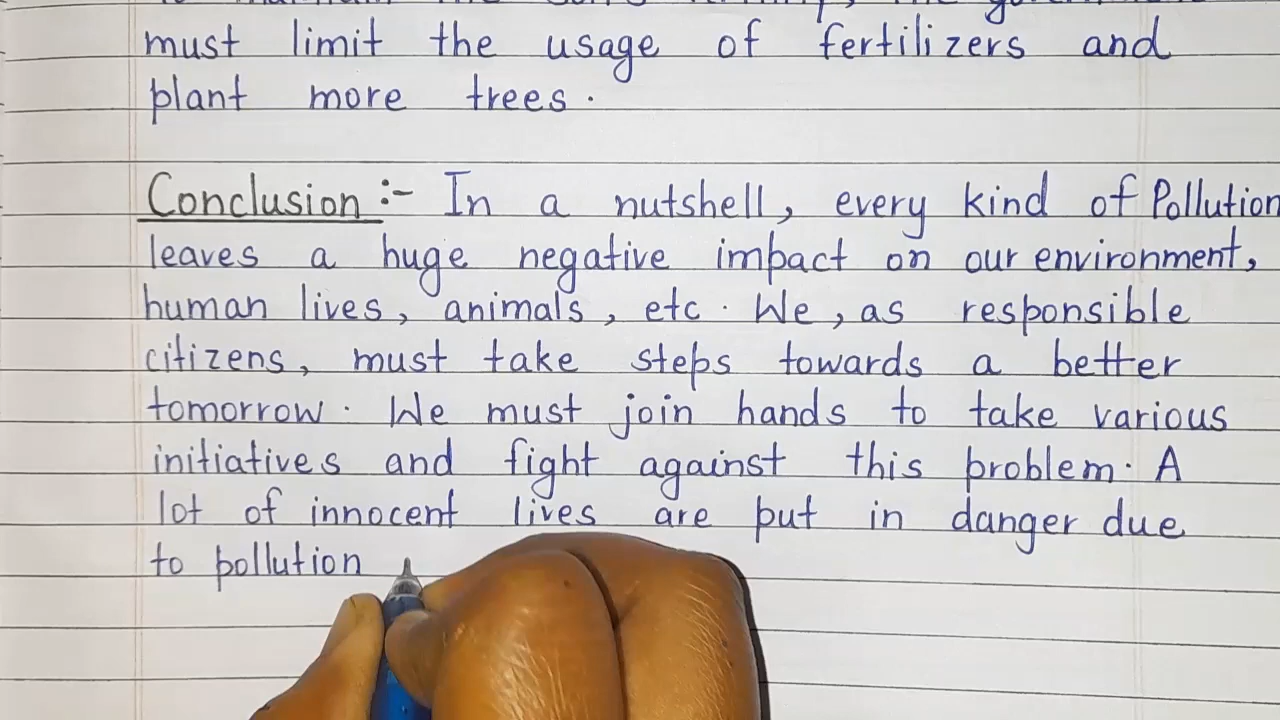 must limit the usage of fertilizers and
plant more trees.
Conclusion :- In a nutshell, every kind of Pollution
leaves a huge negative impact on our environment,
human lives, animals, etc. We, as responsible
citizens, must take steps towards a better
tomorrow. We must join hands to take various
initiatives and fight against this problem. A
lot of innocent lives are put in danger due
to pollution